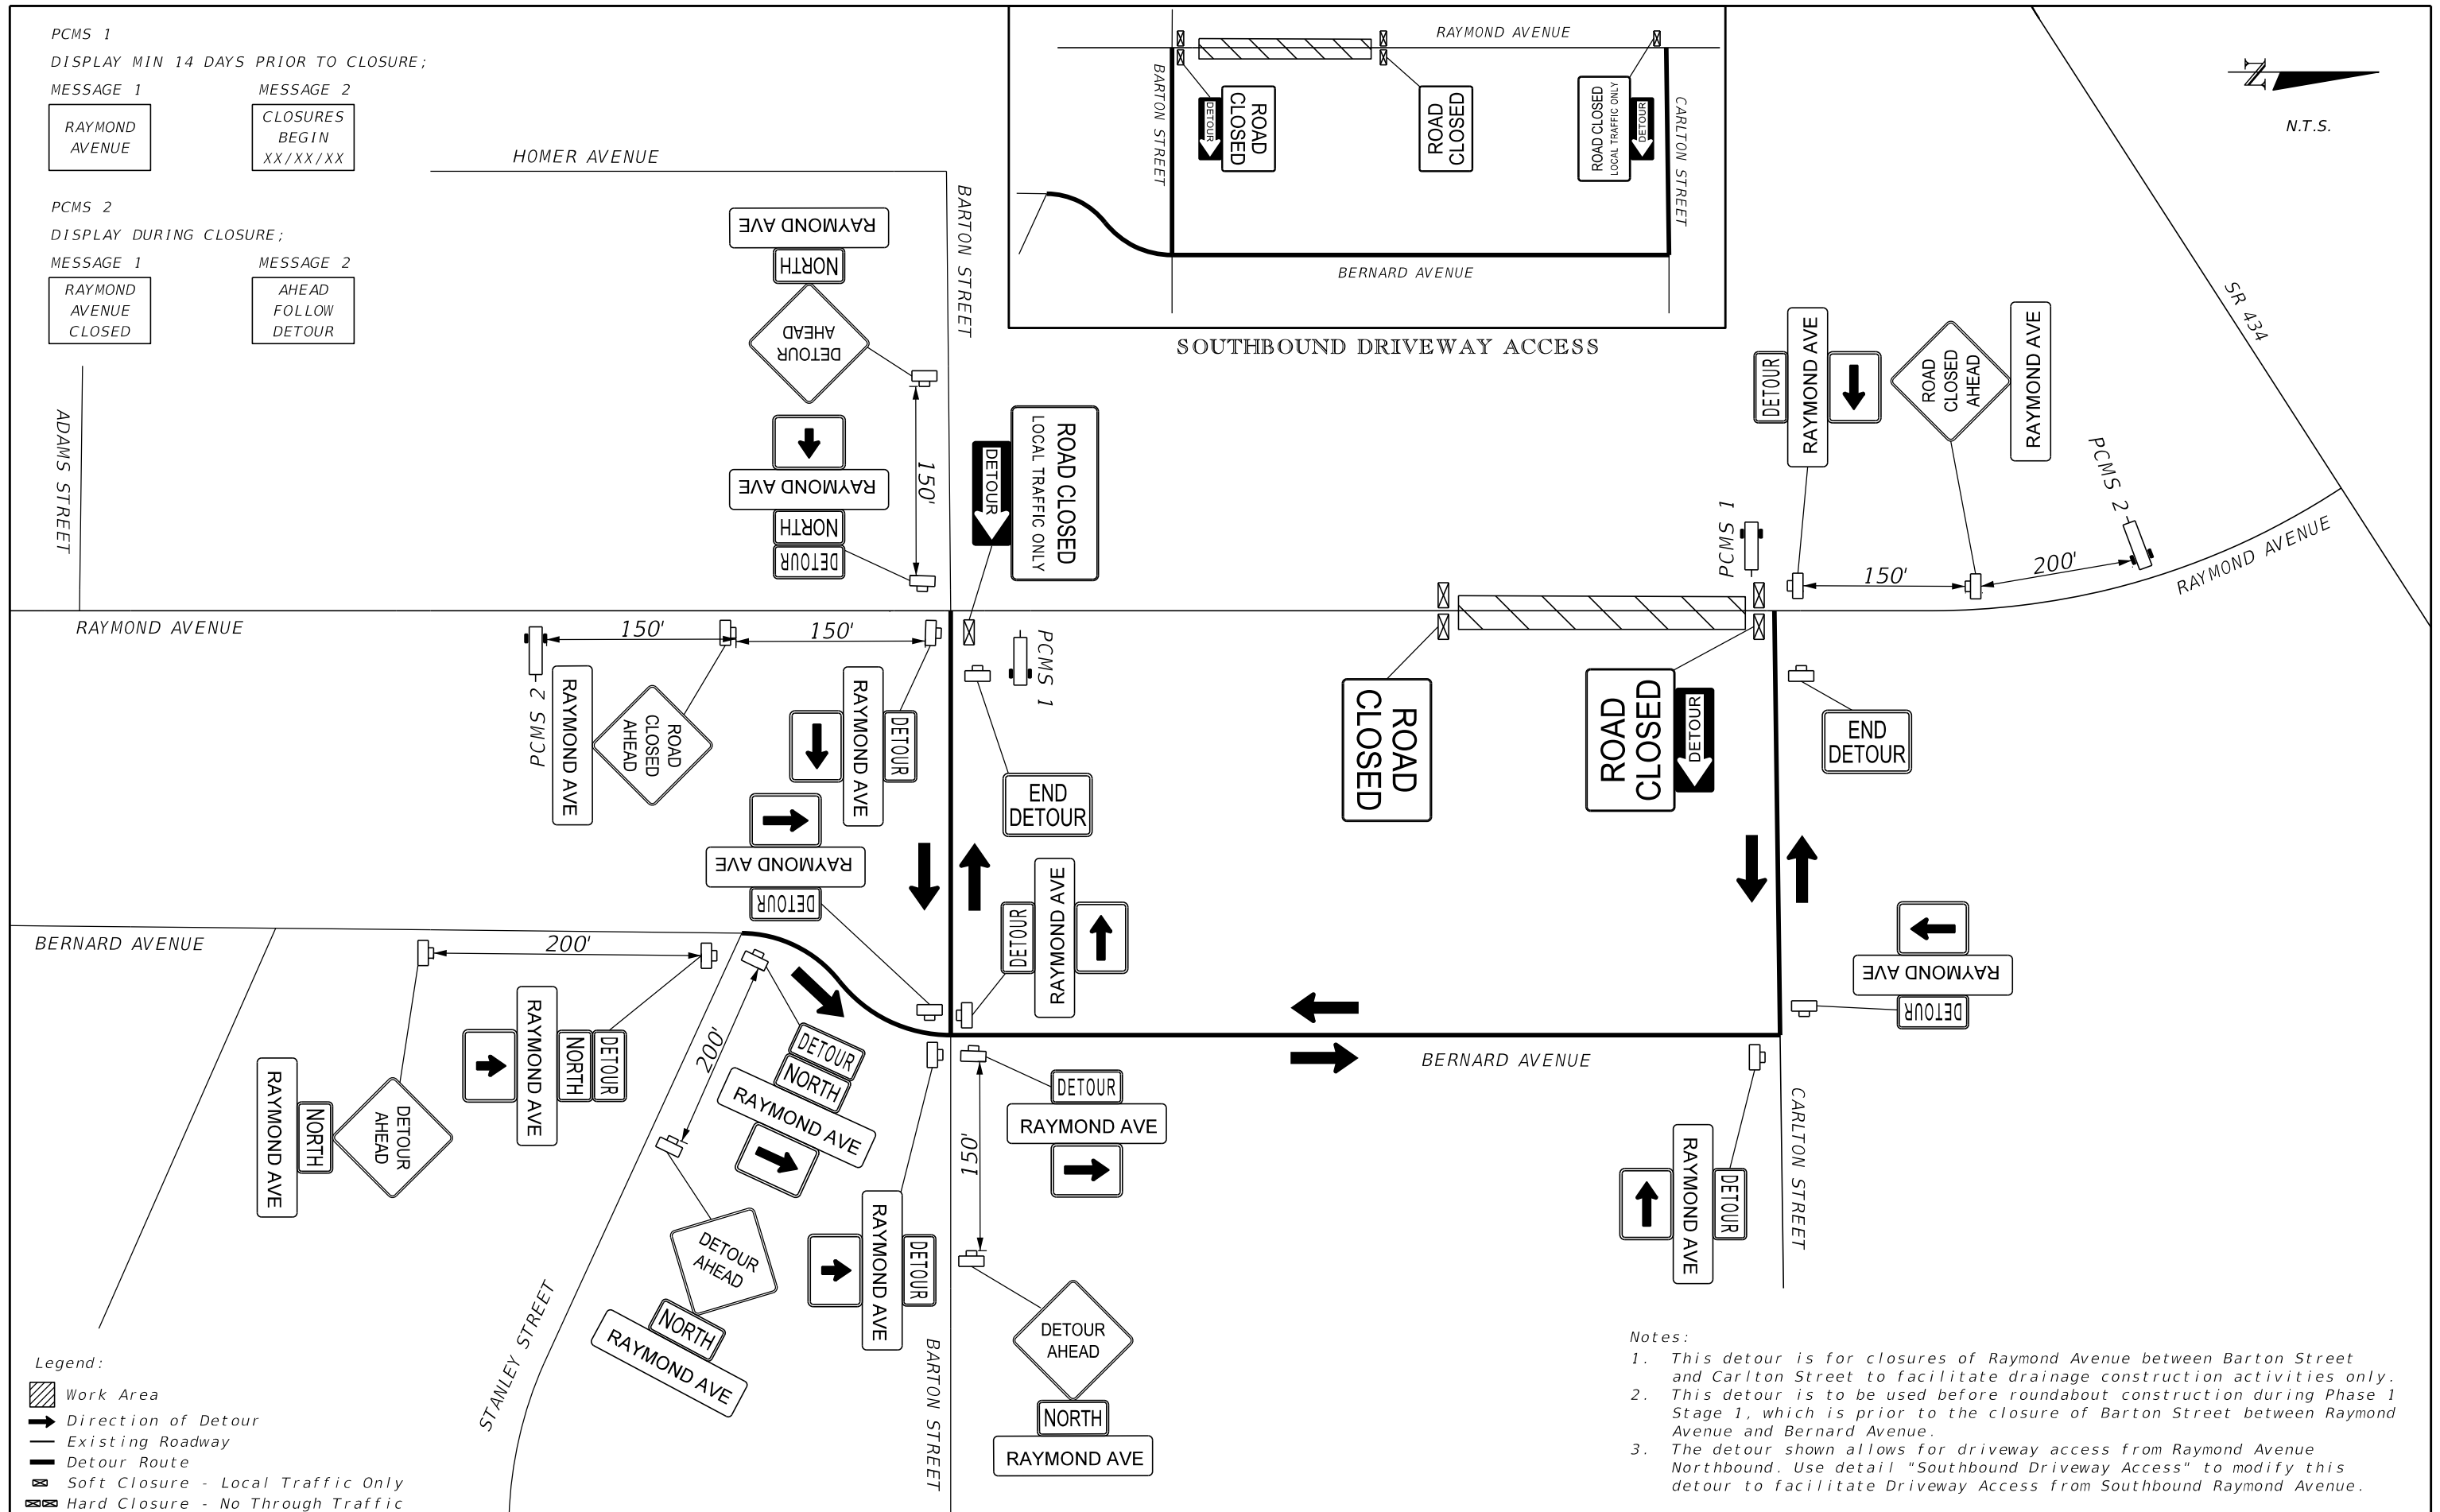 PCMS 1
DISPLAY MIN 14 DAYS PRIOR TO CLOSURE;
MESSAGE 1
MESSAGE 2
RAYMOND
AVENUE
CLOSURES
BEGIN
XX/XX/XX
PCMS 2
DISPLAY DURING CLOSURE;
MESSAGE 1
MESSAGE 2
RAYMOND
AVENUE
CLOSED
AHEAD
FOLLOW
DETOUR
HOMER AVENUE
BARTON STREET
ADAMS STREET
RAYMOND AVE
NORTH
DETOUR
AHEAD
150'
RAYMOND AVE
NORTH
DETOUR
RAYMOND AVENUE
BARTON STREET
DETOUR
ROAD
CLOSED
ROAD
CLOSED
ROAD CLOSED
LOCAL TRAFFIC ONLY
DETOUR
CARLTON STREET
BERNARD AVENUE
SOUTHBOUND DRIVEWAY ACCESS
N
N.T.S.
SR 434
DETOUR
RAYMOND AVE
ROAD
CLOSED
AHEAD
RAYMOND AVE
PCMS 2
PCMS 1
150'
200'
RAYMOND AVENUE
DETOUR
ROAD CLOSED
LOCAL TRAFFIC ONLY
RAYMOND AVENUE
150'
150'
PCMS 2
RAYMOND AVE
ROAD
CLOSED
AHEAD
RAYMOND AVE
DETOUR
PCMS 1
END
DETOUR
ROAD
CLOSED
ROAD
CLOSED
DETOUR
END
DETOUR
RAYMOND AVE
DETOUR
DETOUR
RAYMOND AVE
RAYMOND AVE
DETOUR
BERNARD AVENUE
200'
RAYMOND AVE
NORTH
DETOUR
AHEAD
RAYMOND AVE
NORTH
DETOUR
200'
DETOUR
NORTH
RAYMOND AVE
DETOUR
AHEAD
NORTH
RAYMOND AVE
STANLEY STREET
RAYMOND AVE
DETOUR
BARTON STREET
150'
DETOUR
RAYMOND AVE
DETOUR
AHEAD
NORTH
RAYMOND AVE
BERNARD AVENUE
RAYMOND AVE
DETOUR
CARLTON STREET
Legend:
Work Area
Direction of Detour
Existing Roadway
Detour Route
Soft Closure - Local Traffic Only
Hard Closure - No Through Traffic
Notes:
1. This detour is for closures of Raymond Avenue between Barton Street
and Carlton Street to facilitate drainage construction activities only.
2. This detour is to be used before roundabout construction during Phase 1
Stage 1, which is prior to the closure of Barton Street between Raymond
Avenue and Bernard Avenue.
3. The detour shown allows for driveway access from Raymond Avenue
Northbound. Use detail "Southbound Driveway Access" to modify this
detour to facilitate Driveway Access from Southbound Raymond Avenue.